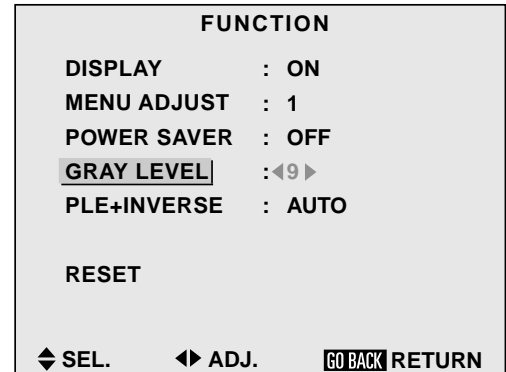 FUNCTION
DISPLAY : ON
MENU ADJUST : 1
POWER SAVER : OFF
GRAY LEVEL :◀9▶
PLE+INVERSE : AUTO
RESET
SEL. ADJ. GO BACK RETURN